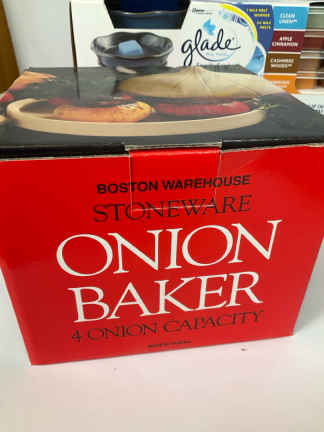 glade
CLEAN
LINEN
APPLE
CINNAMON
CASHMERE
WOODS
BOSTON WAREHOUSE
STONEWARE
ONION
BAKER
4 ONION CAPACITY